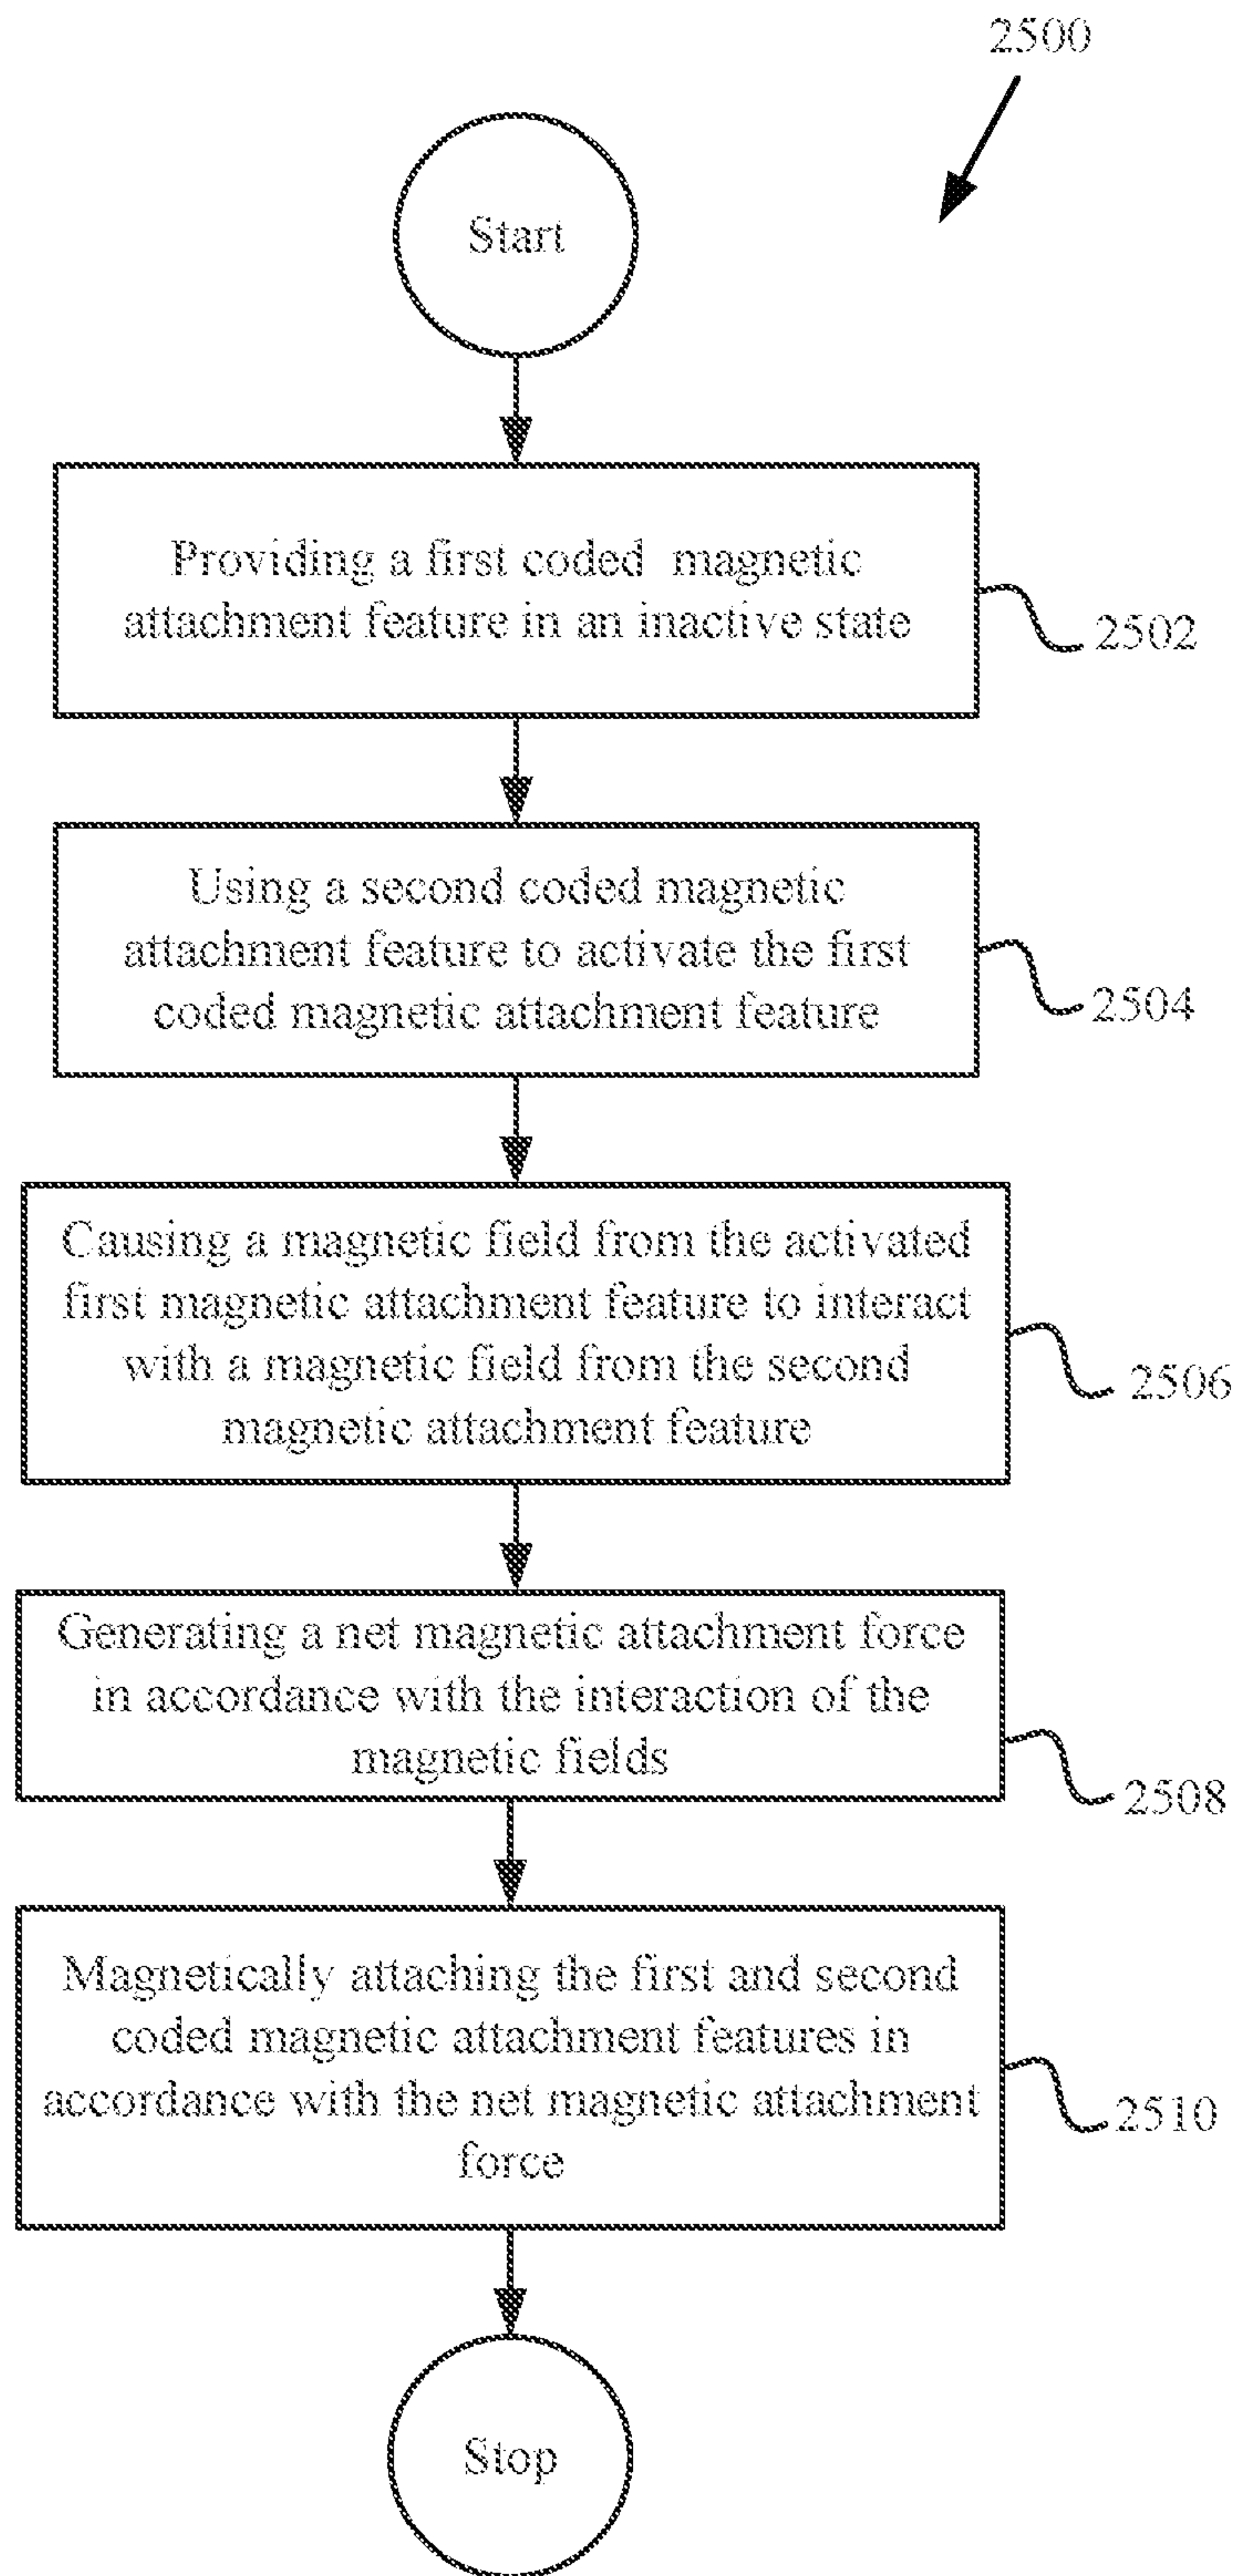 2500
Start
Providing a first coded magnetic
attachment feature in an inactive state
2502
Using a second coded magnetic
attachment feature to activate the first
coded magnetic attachment feature
2504
Causing a magnetic field from the activated
first magnetic attachment feature to interact
with a magnetic field from the second
magnetic attachment feature
2506
Generating a net magnetic attachment force
in accordance with the interaction of the
magnetic fields
2508
Magnetically attaching the first and second
coded magnetic attachment features in
accordance with the net magnetic attachment
force
2510
Stop